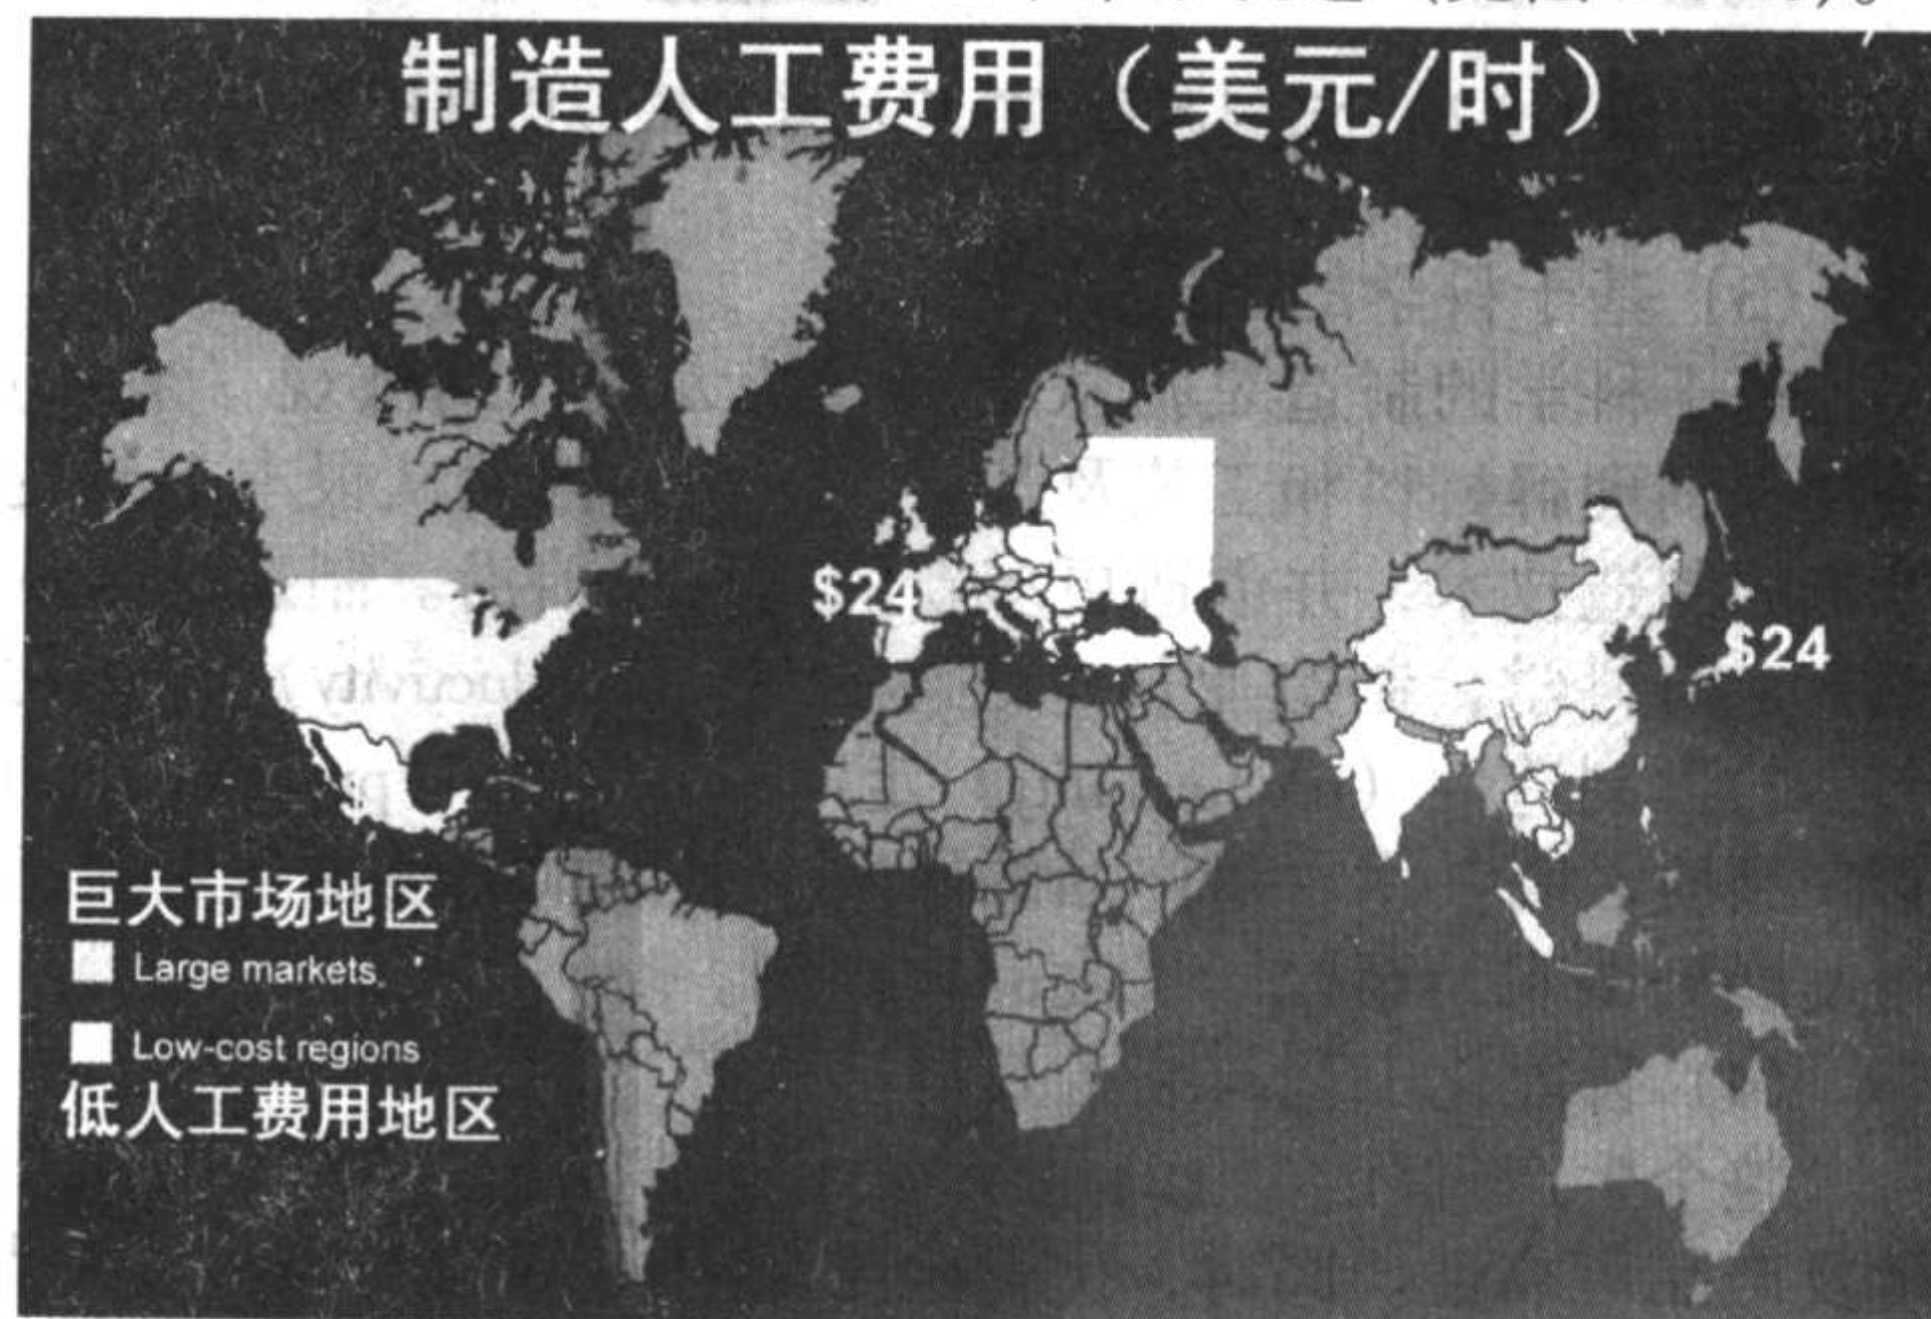 制造人工费用（美元/时）
$24
$24
巨大市场地区
Large markets
Low-cost regions
低人工费用地区